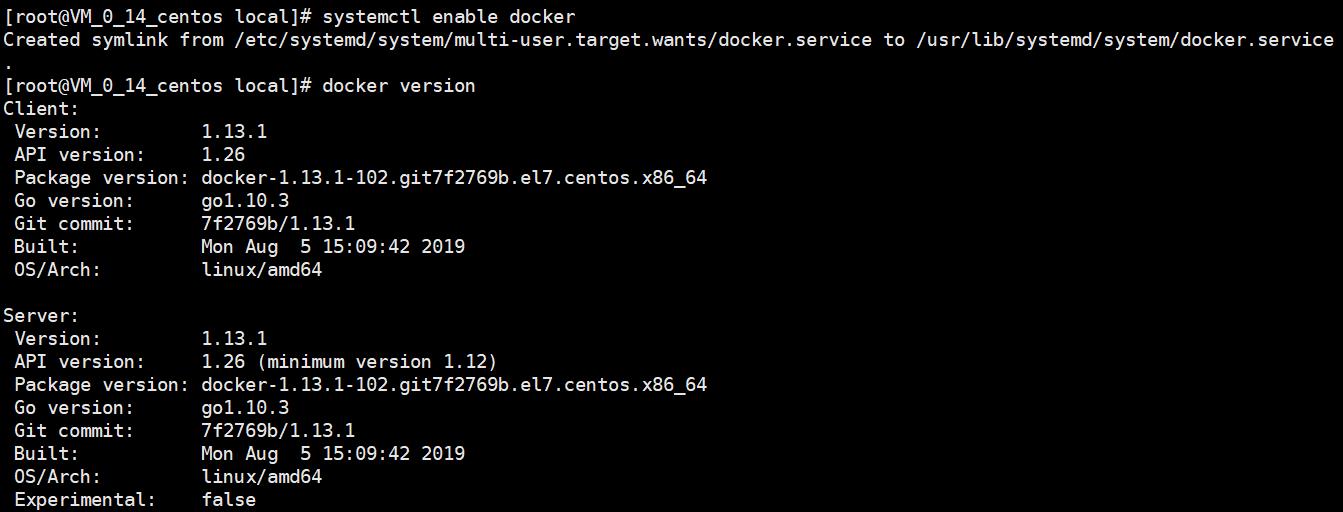 [root@VM_0_14_centos local]# systemctl enable docker
Created symlink from /etc/systemd/system/multi-user.target.wants/docker.service to /usr/lib/systemd/system/docker.service
.
[root@VM_0_14_centos local]# docker version
Client:
 Version:         1.13.1
 API version:     1.26
 Package version: docker-1.13.1-102.git7f2769b.el7.centos.x86_64
 Go version:      go1.10.3
 Git commit:      7f2769b/1.13.1
 Built:           Mon Aug  5 15:09:42 2019
 OS/Arch:         linux/amd64

Server:
 Version:         1.13.1
 API version:     1.26 (minimum version 1.12)
 Package version: docker-1.13.1-102.git7f2769b.el7.centos.x86_64
 Go version:      go1.10.3
 Git commit:      7f2769b/1.13.1
 Built:           Mon Aug  5 15:09:42 2019
 OS/Arch:         linux/amd64
 Experimental:    false